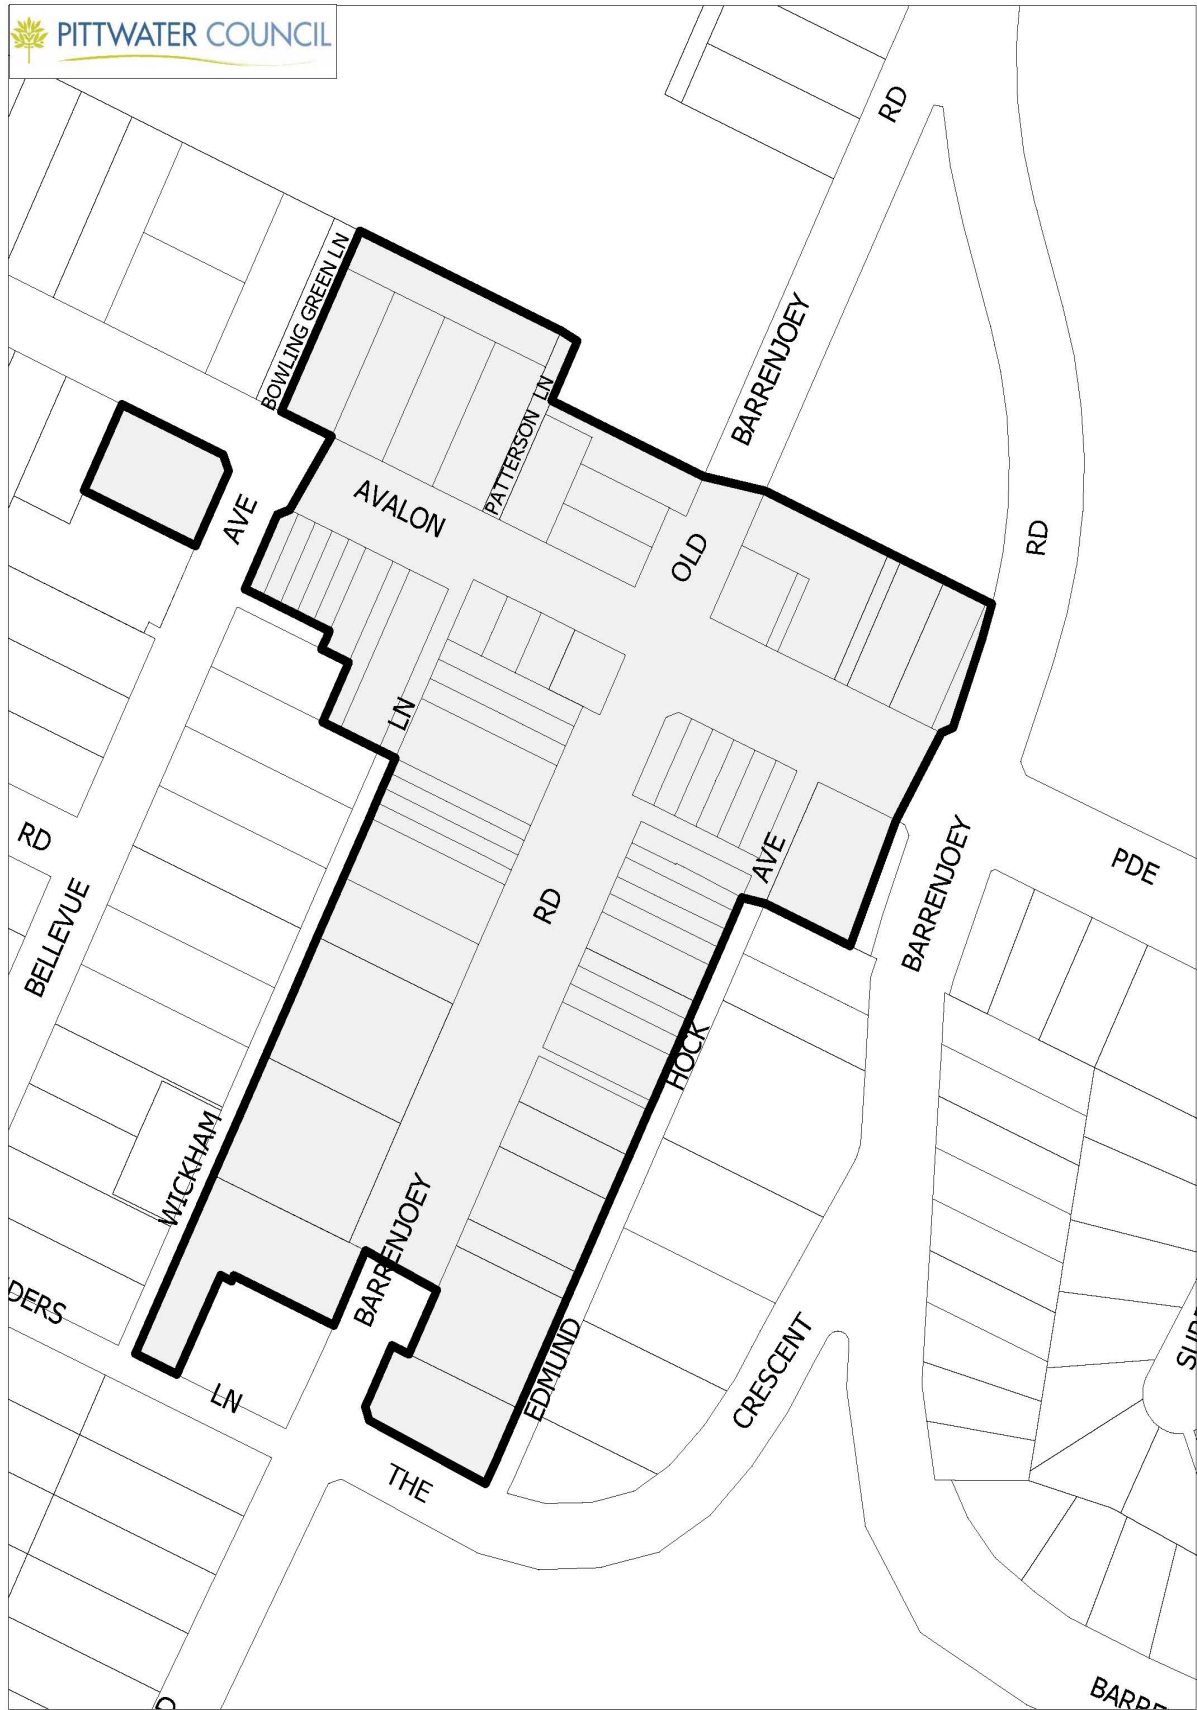 PITTWATER COUNCIL
RD
BOWLING GREEN LN
BARRENJOEY
PATTERSON LN
AVALON
AVE
OLD
RD
LN
RD
AVE
PDE
BELLEVUE
RD
BARRENJOEY
HOCK
WICKHAM
BARRENJOEY
DERS
EDMUND
CRESCENT
LN
THE